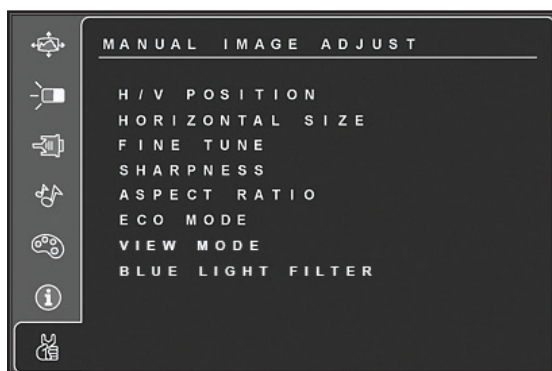 MANUAL IMAGE ADJUST
H/V POSITION
HORIZONTAL SIZE
FINE TUNE
SHARPNESS
ASPECT RATIO
ECO MODE
VIEW MODE
BLUE LIGHT FILTER